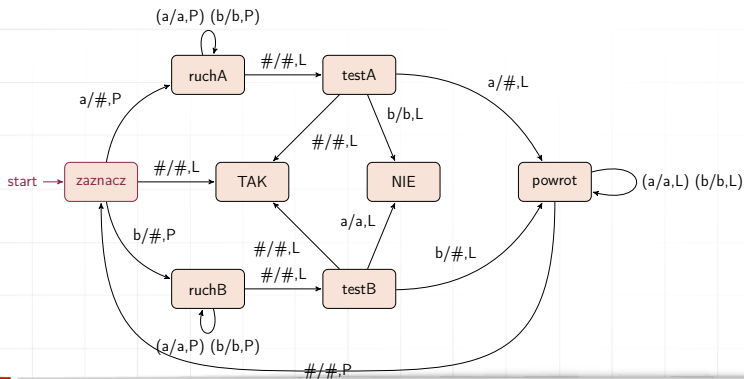 (a/a,P) (b/b,P)
ruchA
#/#,L
testA
a/#,P
a/#,L
b/b,L
#/#,L
start
zaznacz
#/#,L
TAK
NIE
powrot
(a/a,L) (b/b,L)
b/#,P
a/a,L
#/#,L
b/#,L
ruchB
#/#,L
testB
(a/a,P) (b/b,P)
#/#,P